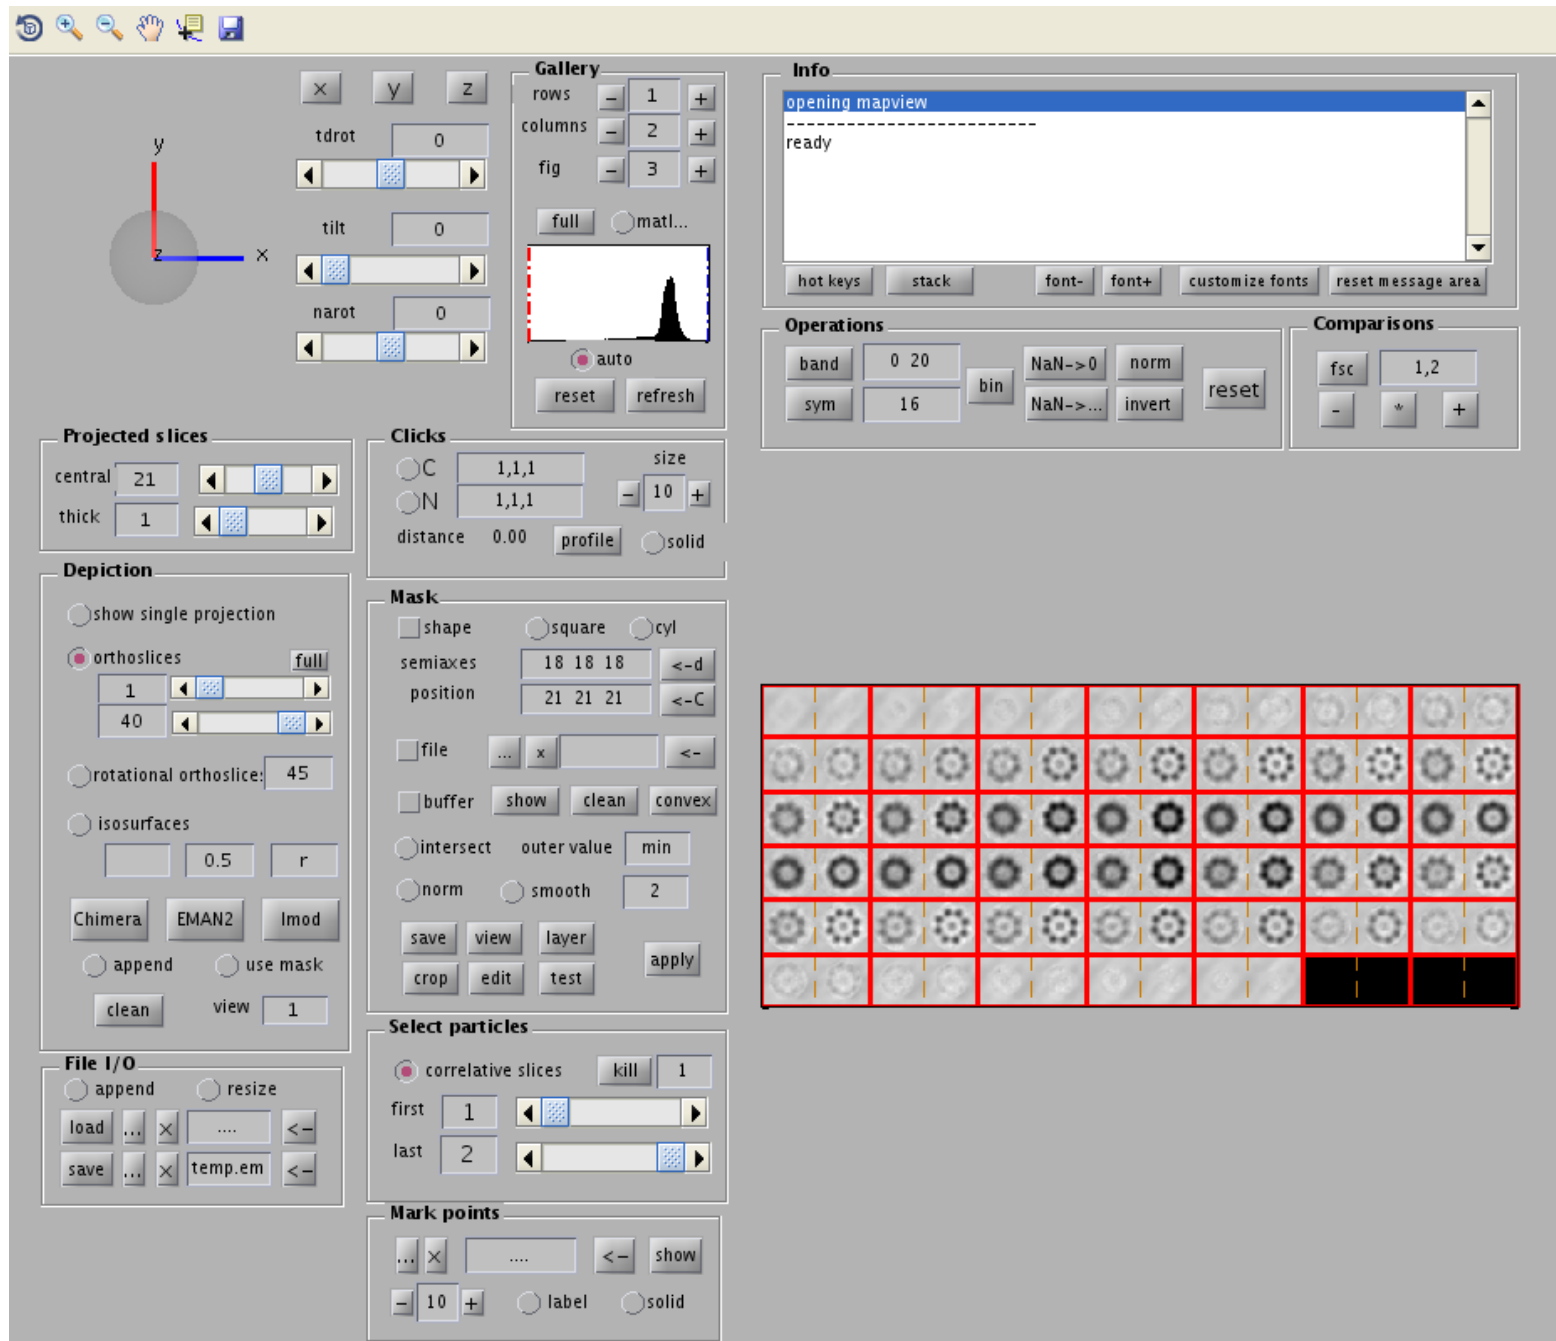 x y z
tdrot 0
y
x
z
tilt 0
narot 0
Gallery
rows - 1 +
columns - 2 +
fig - 3 +
full matl...
auto
reset refresh
Info
opening mapview
-------------------------
ready
hot keys stack font- font+ customize fonts reset message area
Operations
band 0 20 bin NaN->0 norm reset
sym 16 NaN->... invert
Comparisons
fsc 1,2
- * +
Projected slices
central 21
thick 1
Clicks
C 1,1,1 size
N 1,1,1 - 10 +
distance 0.00 profile solid
Depiction
show single projection
orthoslices full
1
40
rotational orthoslice: 45
isosurfaces
0.5 r
Chimera EMAN2 Imod
append use mask
clean view 1
Mask
shape square cyl
semiaxes 18 18 18 <-d
position 21 21 21 <-C
file ... x <-
buffer show clean convex
intersect outer value min
norm smooth 2
save view layer
crop edit test apply
File I/O
append resize
load ... x .... <-
save ... x temp.em <-
Select particles
correlative slices kill 1
first 1
last 2
Mark points
... x .... <- show
- 10 + label solid